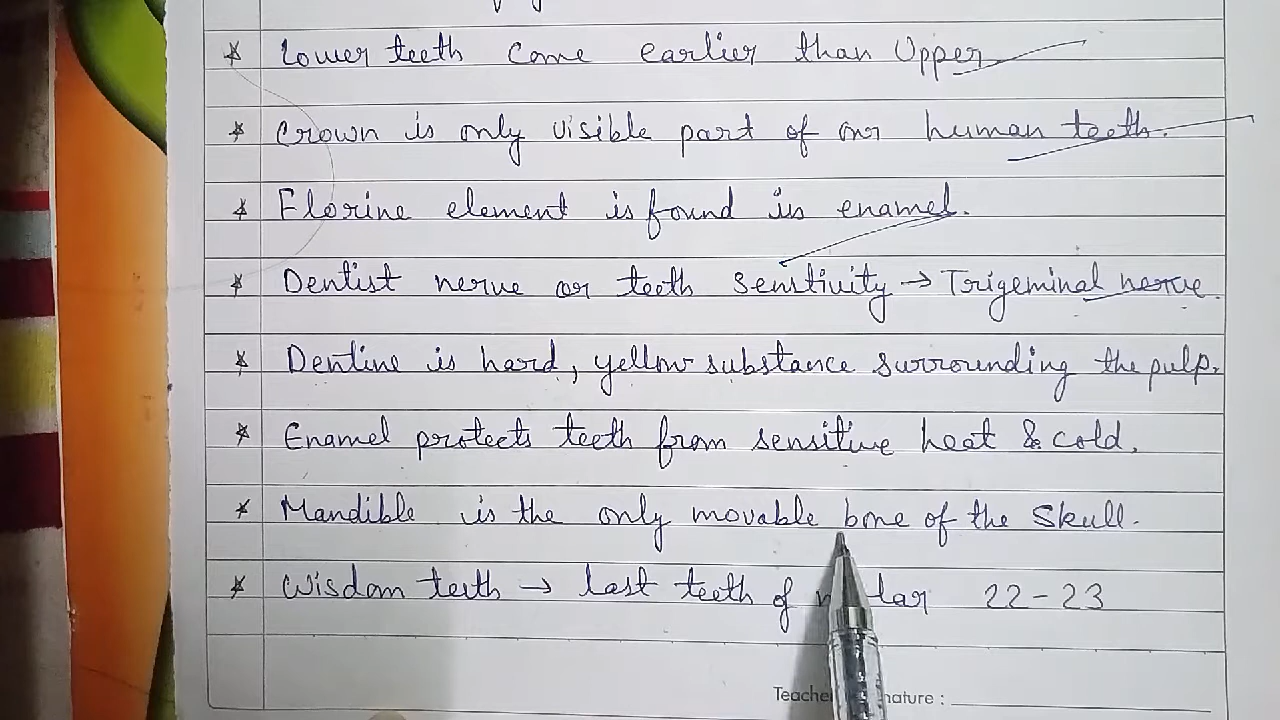 * Lower teeth come earlier than Upper
* Crown is only visible part of our human teeth.
* Florine element is found in enamel.
* Dentist nerve or teeth sensitivity → Trigeminal nerve.
* Dentine is hard, yellow substance surrounding the pulp.
* Enamel protects teeth from sensitive heat & cold.
* Mandible is the only movable bone of the Skull.
* Wisdom teeth → last teeth of 22-23